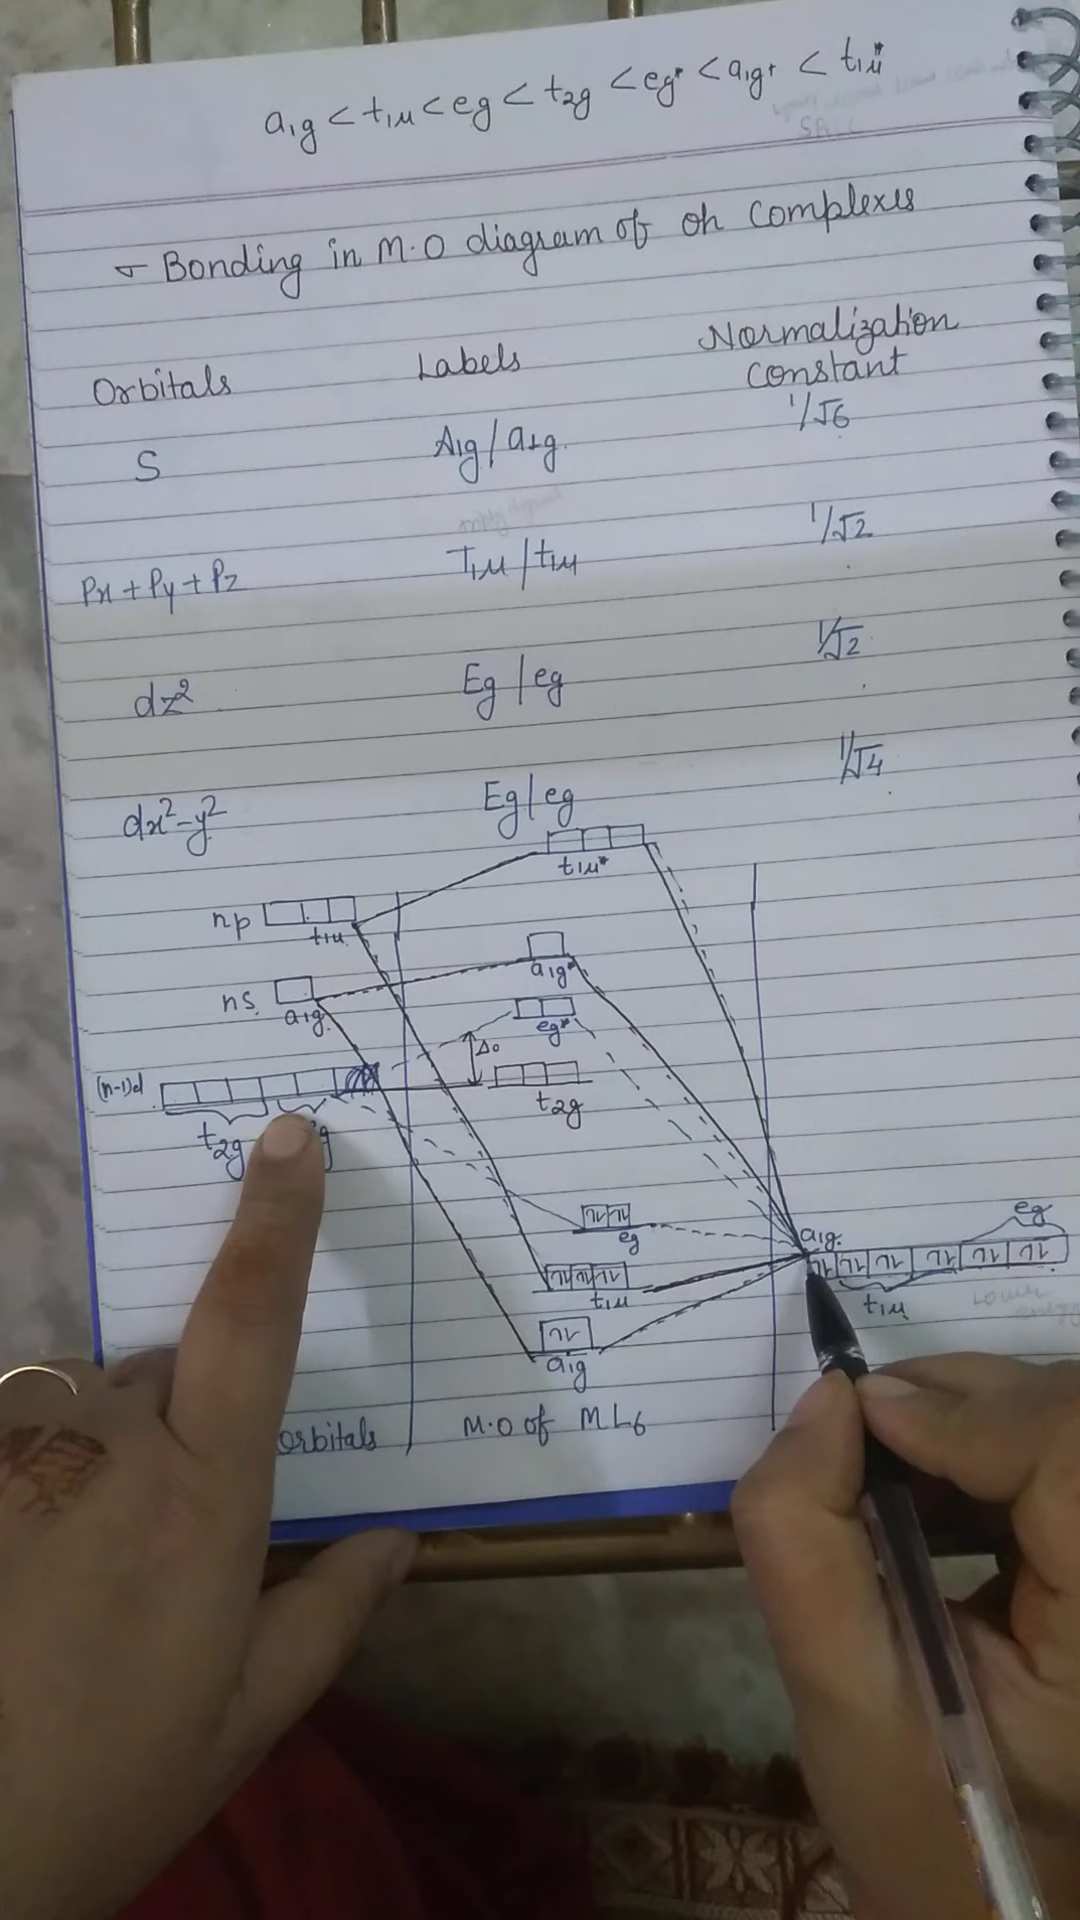 a1g < t1u < eg < t2g < eg* < a1g* < t1u*
σ Bonding in M.O diagram of oh complexes
Orbitals Labels Normalization constant
S A1g / a1g. 1/√6
Px + Py + Pz T1u / t1u 1/√2
dz² Eg / eg 1/√2
dx²-y² Eg / eg 1/√4
t1u*
np t1u
a1g*
ns a1g
eg*
Δo
(n-1)d
t2g
t2g
eg
a1g.
eg
t1u
t1u
a1g
orbitals M.O of ML6